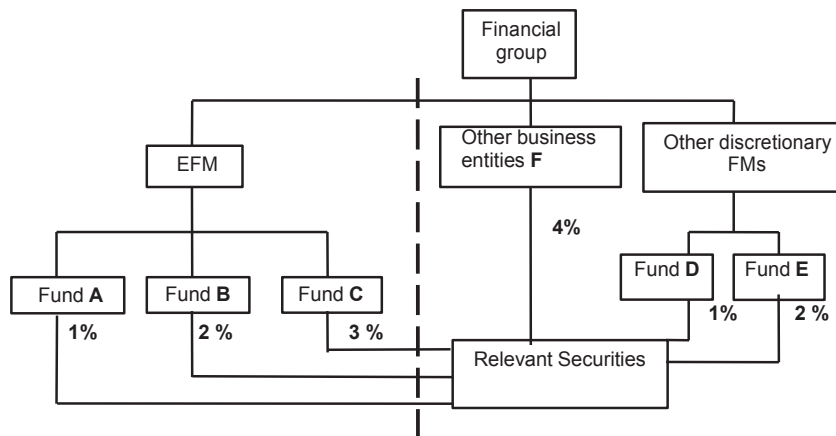 Financial
group
EFM
Other business
entities F
Other discretionary
FMs
4%
Fund A
Fund B
Fund C
Fund D
Fund E
1%
2 %
3 %
1%
2 %
Relevant Securities